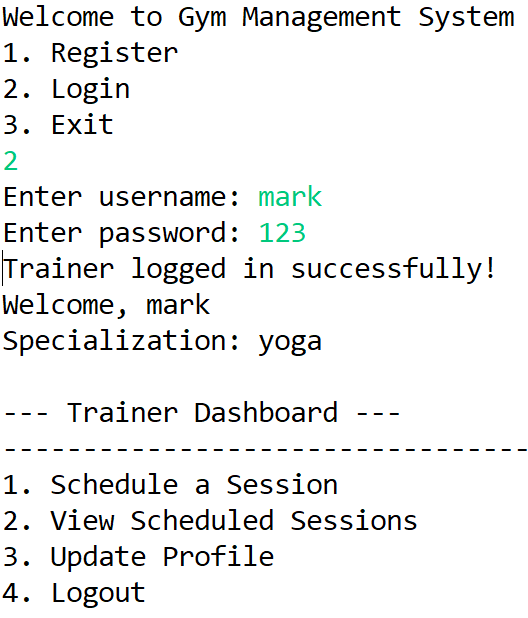 Welcome to Gym Management System
1. Register
2. Login
3. Exit
2
Enter username: mark
Enter password: 123
Trainer logged in successfully!
Welcome, mark
Specialization: yoga
--- Trainer Dashboard ---
---------------------------------
1. Schedule a Session
2. View Scheduled Sessions
3. Update Profile
4. Logout